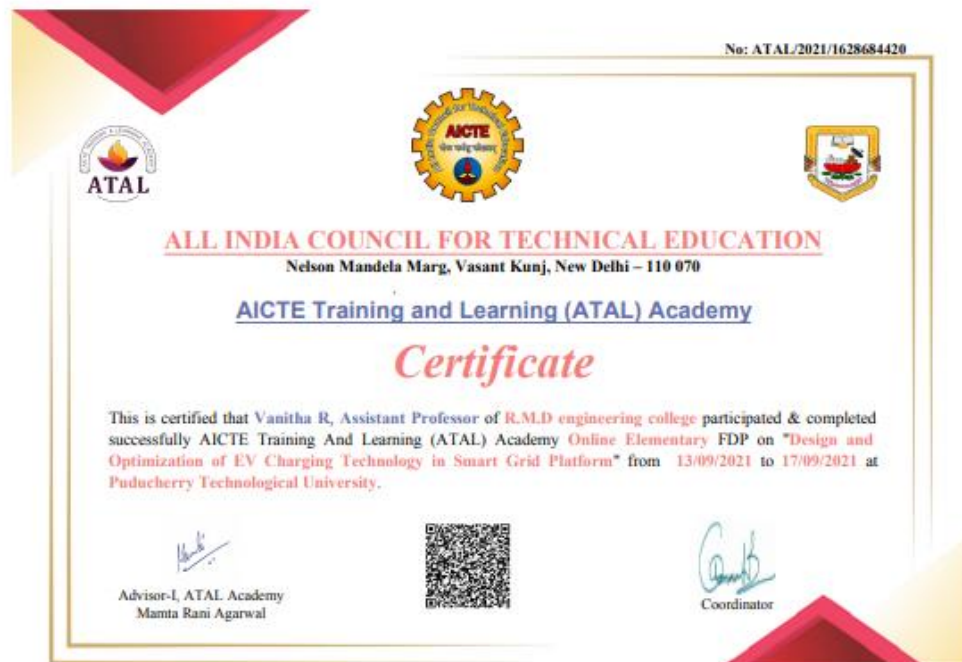 No: ATAL/2021/1628684420
ATAL
AICTE
ALL INDIA COUNCIL FOR TECHNICAL EDUCATION
Nelson Mandela Marg, Vasant Kunj, New Delhi – 110 070
AICTE Training and Learning (ATAL) Academy
Certificate
This is certified that Vanitha R, Assistant Professor of R.M.D engineering college participated & completed
successfully AICTE Training And Learning (ATAL) Academy Online Elementary FDP on "Design and
Optimization of EV Charging Technology in Smart Grid Platform" from 13/09/2021 to 17/09/2021 at
Puducherry Technological University.
Advisor-I, ATAL Academy
Mamta Rani Agarwal
Coordinator